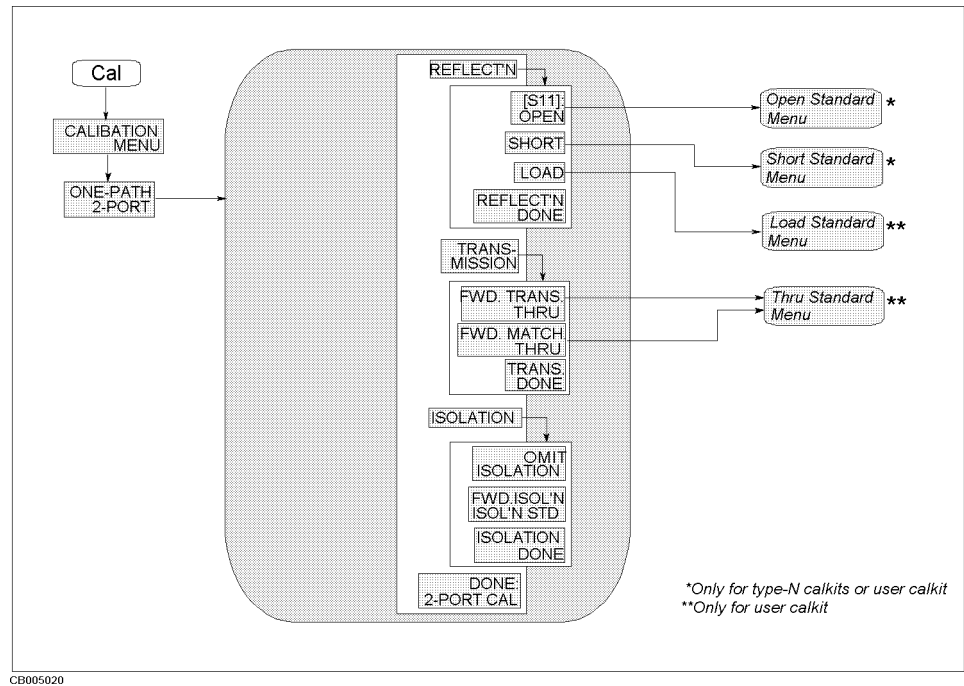 Cal
CALIBATION
MENU
ONE-PATH
2-PORT
REFLECT'N
[S11]:
OPEN
SHORT
LOAD
REFLECT'N
DONE
TRANS-
MISSION
FWD. TRANS.
THRU
FWD. MATCH.
THRU
TRANS.
DONE
ISOLATION
OMIT
ISOLATION
FWD.ISOL'N
ISOL'N STD
ISOLATION
DONE
DONE:
2-PORT CAL
Open Standard
Menu
*
Short Standard
Menu
*
Load Standard
Menu
**
Thru Standard
Menu
**
*Only for type-N calkits or user calkit
**Only for user calkit
CB005020